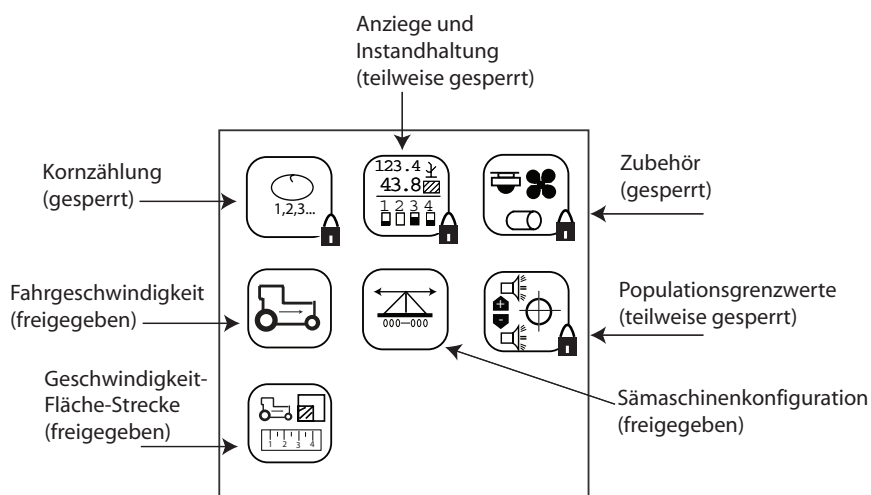 Anziege und
Instandhaltung
(teilweise gesperrt)
Kornzählung
(gesperrt)
1,2,3...
123.4
43.8
1 2 3 4
Zubehör
(gesperrt)
Fahrgeschwindigkeit
(freigegeben)
000—000
Populationsgrenzwerte
(teilweise gesperrt)
Geschwindigkeit-
Fläche-Strecke
(freigegeben)
1 2 3 4
Sämaschinenkonfiguration
(freigegeben)